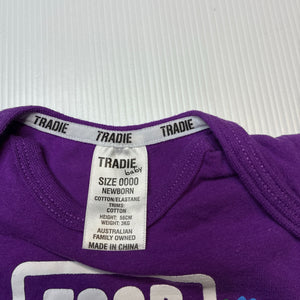 TRADIE TRADIE TRADIE
TRADIE
baby
SIZE 0000
NEWBORN
COTTON/ELASTANE
TRIMS:
COTTON
HEIGHT: 56CM
WEIGHT: 3KG
AUSTRALIAN
FAMILY OWNED
MADE IN CHINA